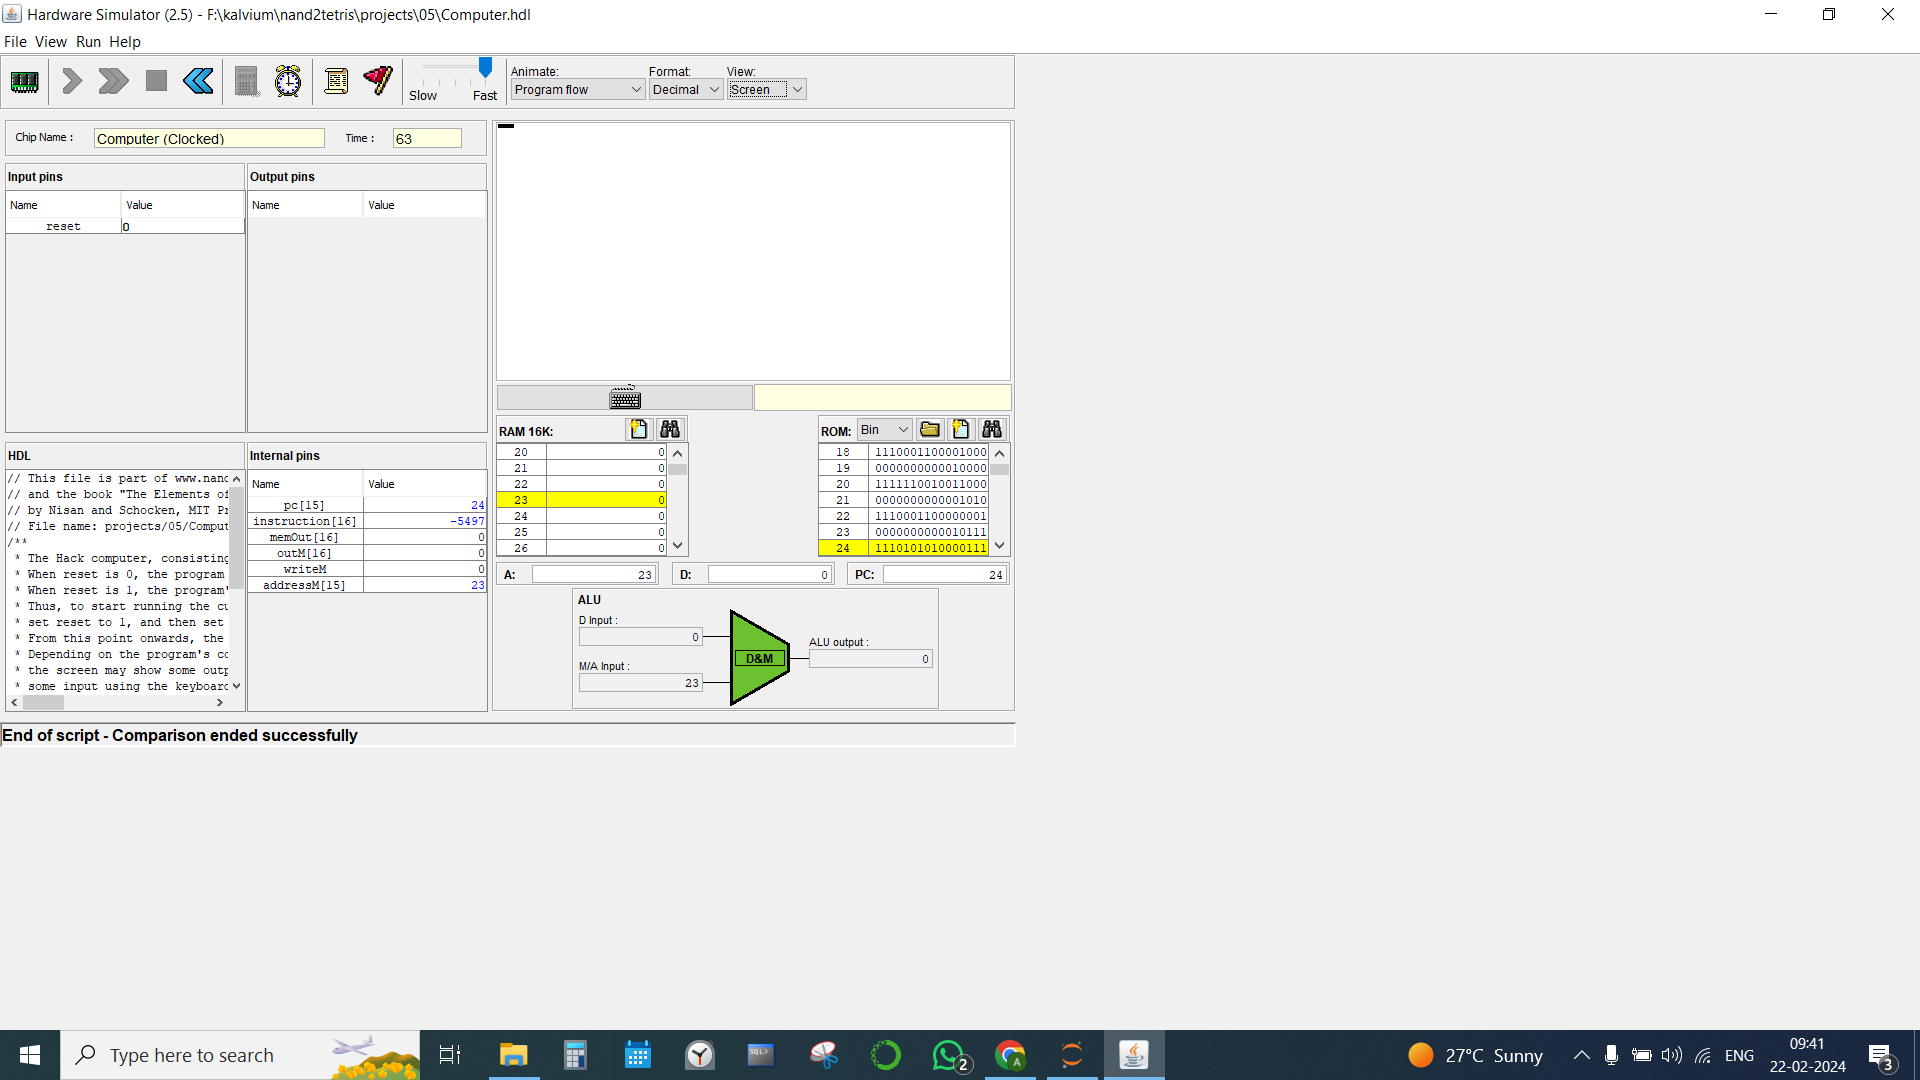 Hardware Simulator (2.5) - F:\kalvium\nand2tetris\projects\05\Computer.hdl
File View Run Help
Slow Fast
Animate: Format: View:
Program flow Decimal Screen
Chip Name : Computer (Clocked) Time : 63
Input pins
Name Value
reset 0
Output pins
Name Value
HDL
// This file is part of www.nand
// and the book "The Elements of
// by Nisan and Schocken, MIT Pr
// File name: projects/05/Comput
/**
* The Hack computer, consisting
* When reset is 0, the program
* When reset is 1, the program'
* Thus, to start running the cu
* set reset to 1, and then set
* From this point onwards, the
* Depending on the program's co
* the screen may show some outp
* some input using the keyboard
Internal pins
Name Value
pc[15] 24
instruction[16] -5497
memOut[16] 0
outM[16] 0
writeM 0
addressM[15] 23
RAM 16K:
20 0
21 0
22 0
23 0
24 0
25 0
26 0
ROM: Bin
18 1110001100001000
19 0000000000010000
20 1111110010011000
21 0000000000001010
22 1110001100000001
23 0000000000010111
24 1110101010000111
A: 23 D: 0 PC: 24
ALU
D Input :
0
M/A Input :
23
D&M
ALU output :
0
End of script - Comparison ended successfully
Type here to search
SQL>
2
A
27°C Sunny
ENG
09:41
22-02-2024
3